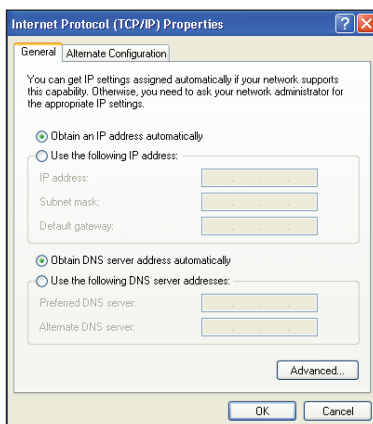 Internet Protocol (TCP/IP) Properties
General
Alternate Configuration
You can get IP settings assigned automatically if your network supports
this capability. Otherwise, you need to ask your network administrator for
the appropriate IP settings.
Obtain an IP address automatically
Use the following IP address:
IP address:
Subnet mask:
Default gateway:
Obtain DNS server address automatically
Use the following DNS server addresses:
Preferred DNS server:
Alternate DNS server:
Advanced...
OK
Cancel